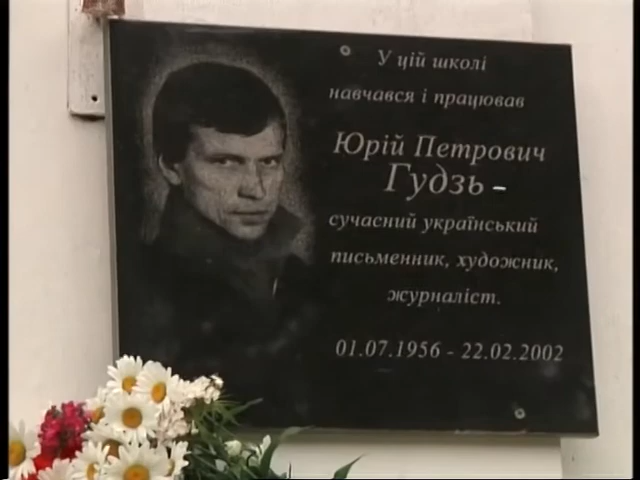 У цій школі
навчався і працював
Юрій Петрович
Гудзь –
сучасний український
письменник, художник,
журналіст.
01.07.1956 - 22.02.2002